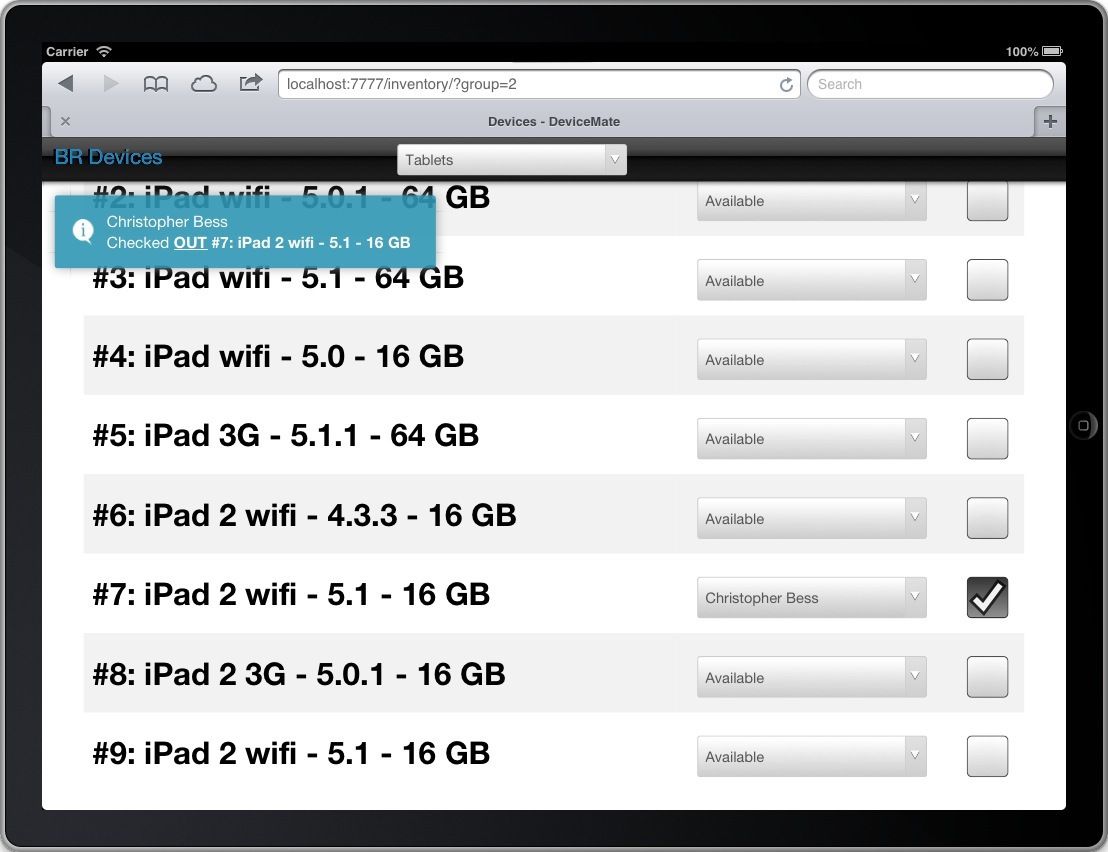 Carrier
100%
localhost:7777/inventory/?group=2
Search
Devices - DeviceMate
BR Devices
Tablets
#2: iPad wifi - 5.0.1 - 64 GB
Available
Christopher Bess
Checked OUT #7: iPad 2 wifi - 5.1 - 16 GB
#3: iPad wifi - 5.1 - 64 GB
Available
#4: iPad wifi - 5.0 - 16 GB
Available
#5: iPad 3G - 5.1.1 - 64 GB
Available
#6: iPad 2 wifi - 4.3.3 - 16 GB
Available
#7: iPad 2 wifi - 5.1 - 16 GB
Christopher Bess
#8: iPad 2 3G - 5.0.1 - 16 GB
Available
#9: iPad 2 wifi - 5.1 - 16 GB
Available